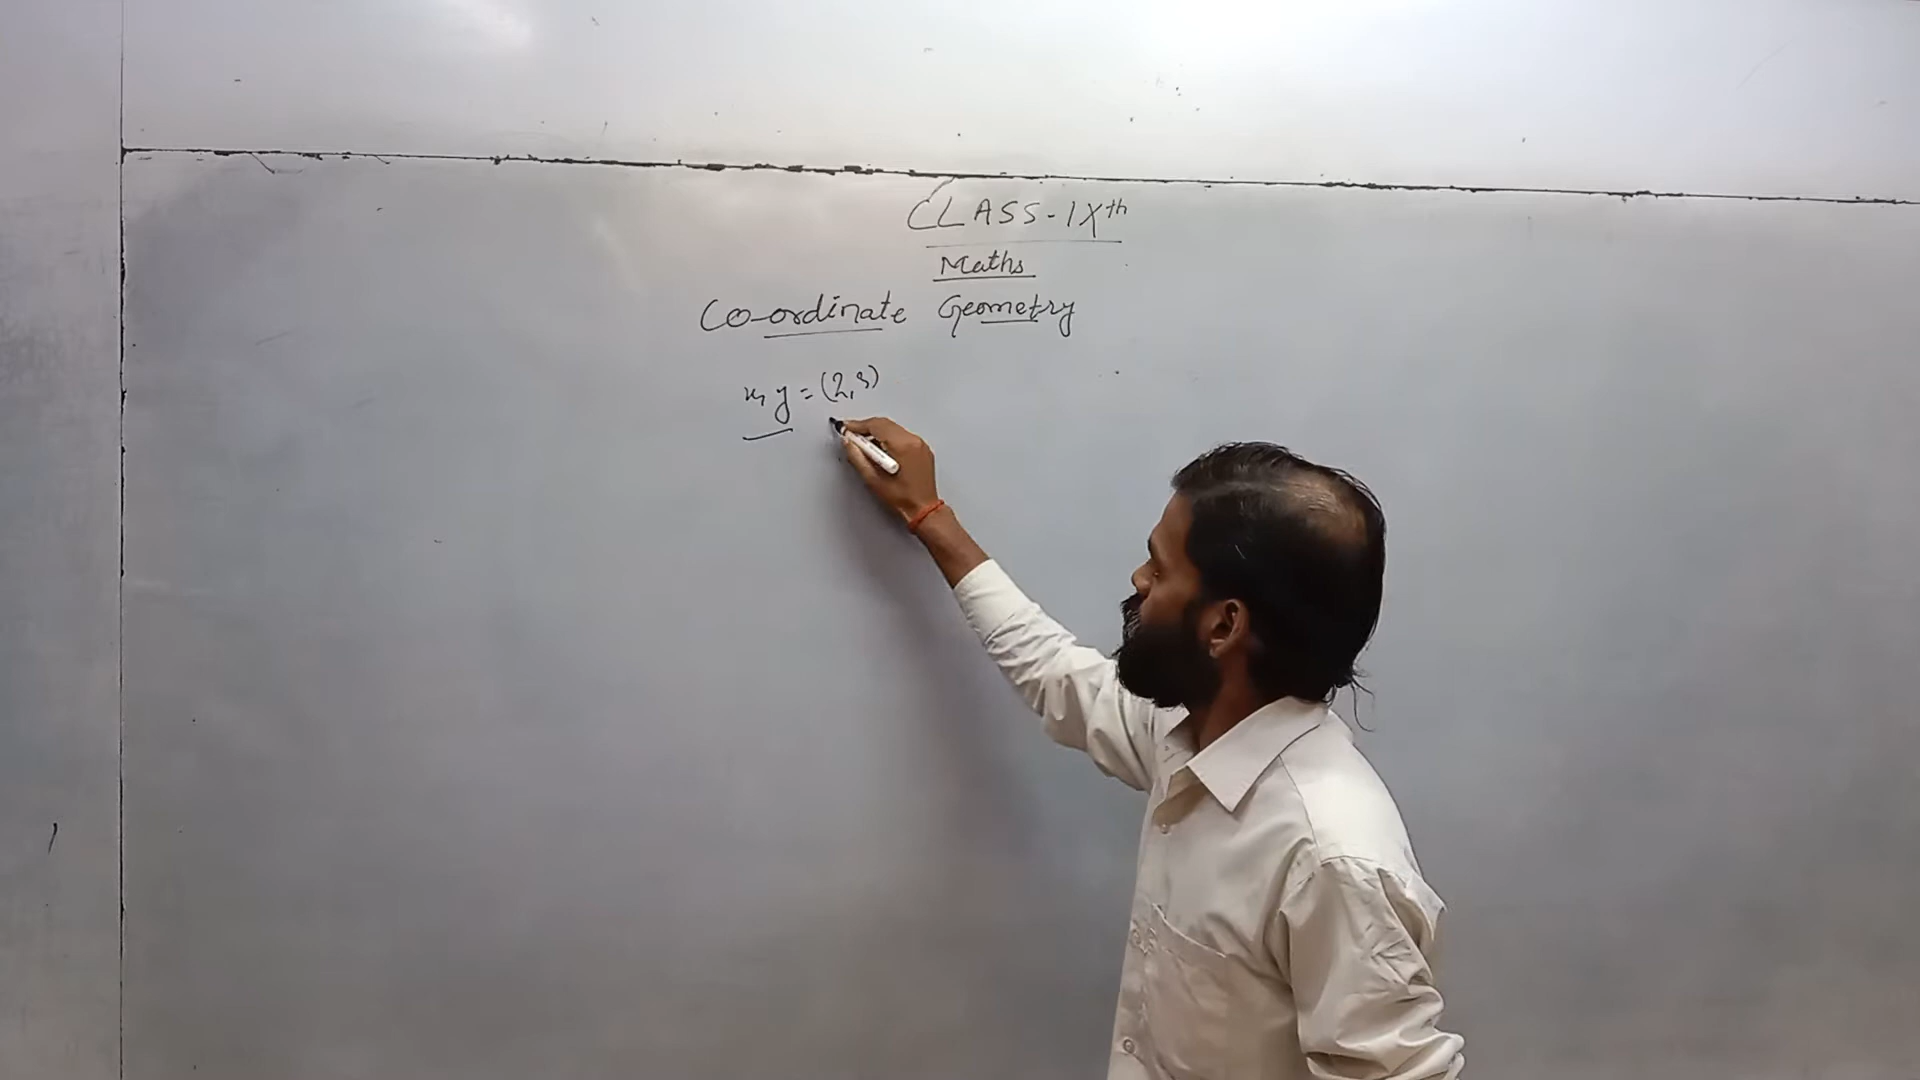 CLASS-IXth
Maths
Co-ordinate Geometry
x, y = (2,3)